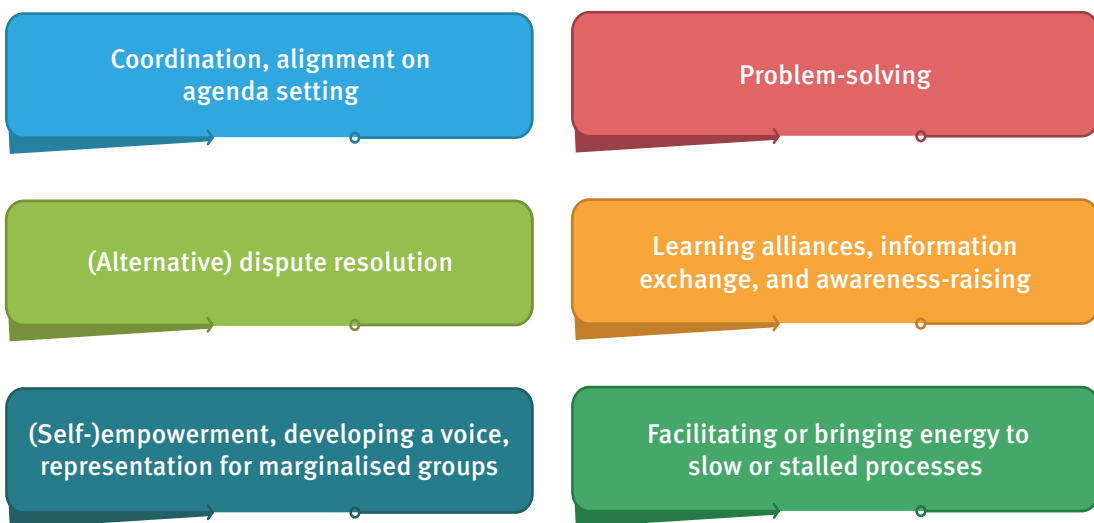 Coordination, alignment on
agenda setting
Problem-solving
(Alternative) dispute resolution
Learning alliances, information
exchange, and awareness-raising
(Self-)empowerment, developing a voice,
representation for marginalised groups
Facilitating or bringing energy to
slow or stalled processes